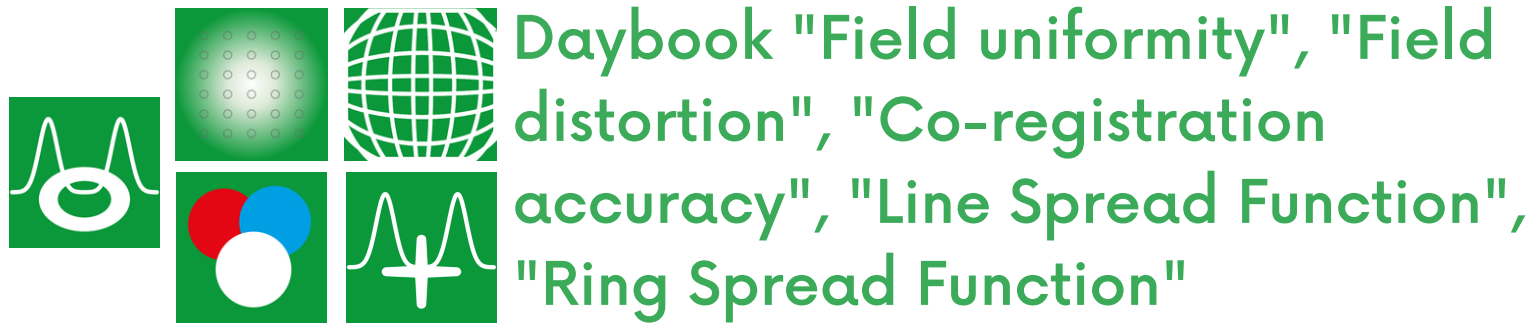 Daybook "Field uniformity", "Field
distortion", "Co-registration
accuracy", "Line Spread Function",
"Ring Spread Function"